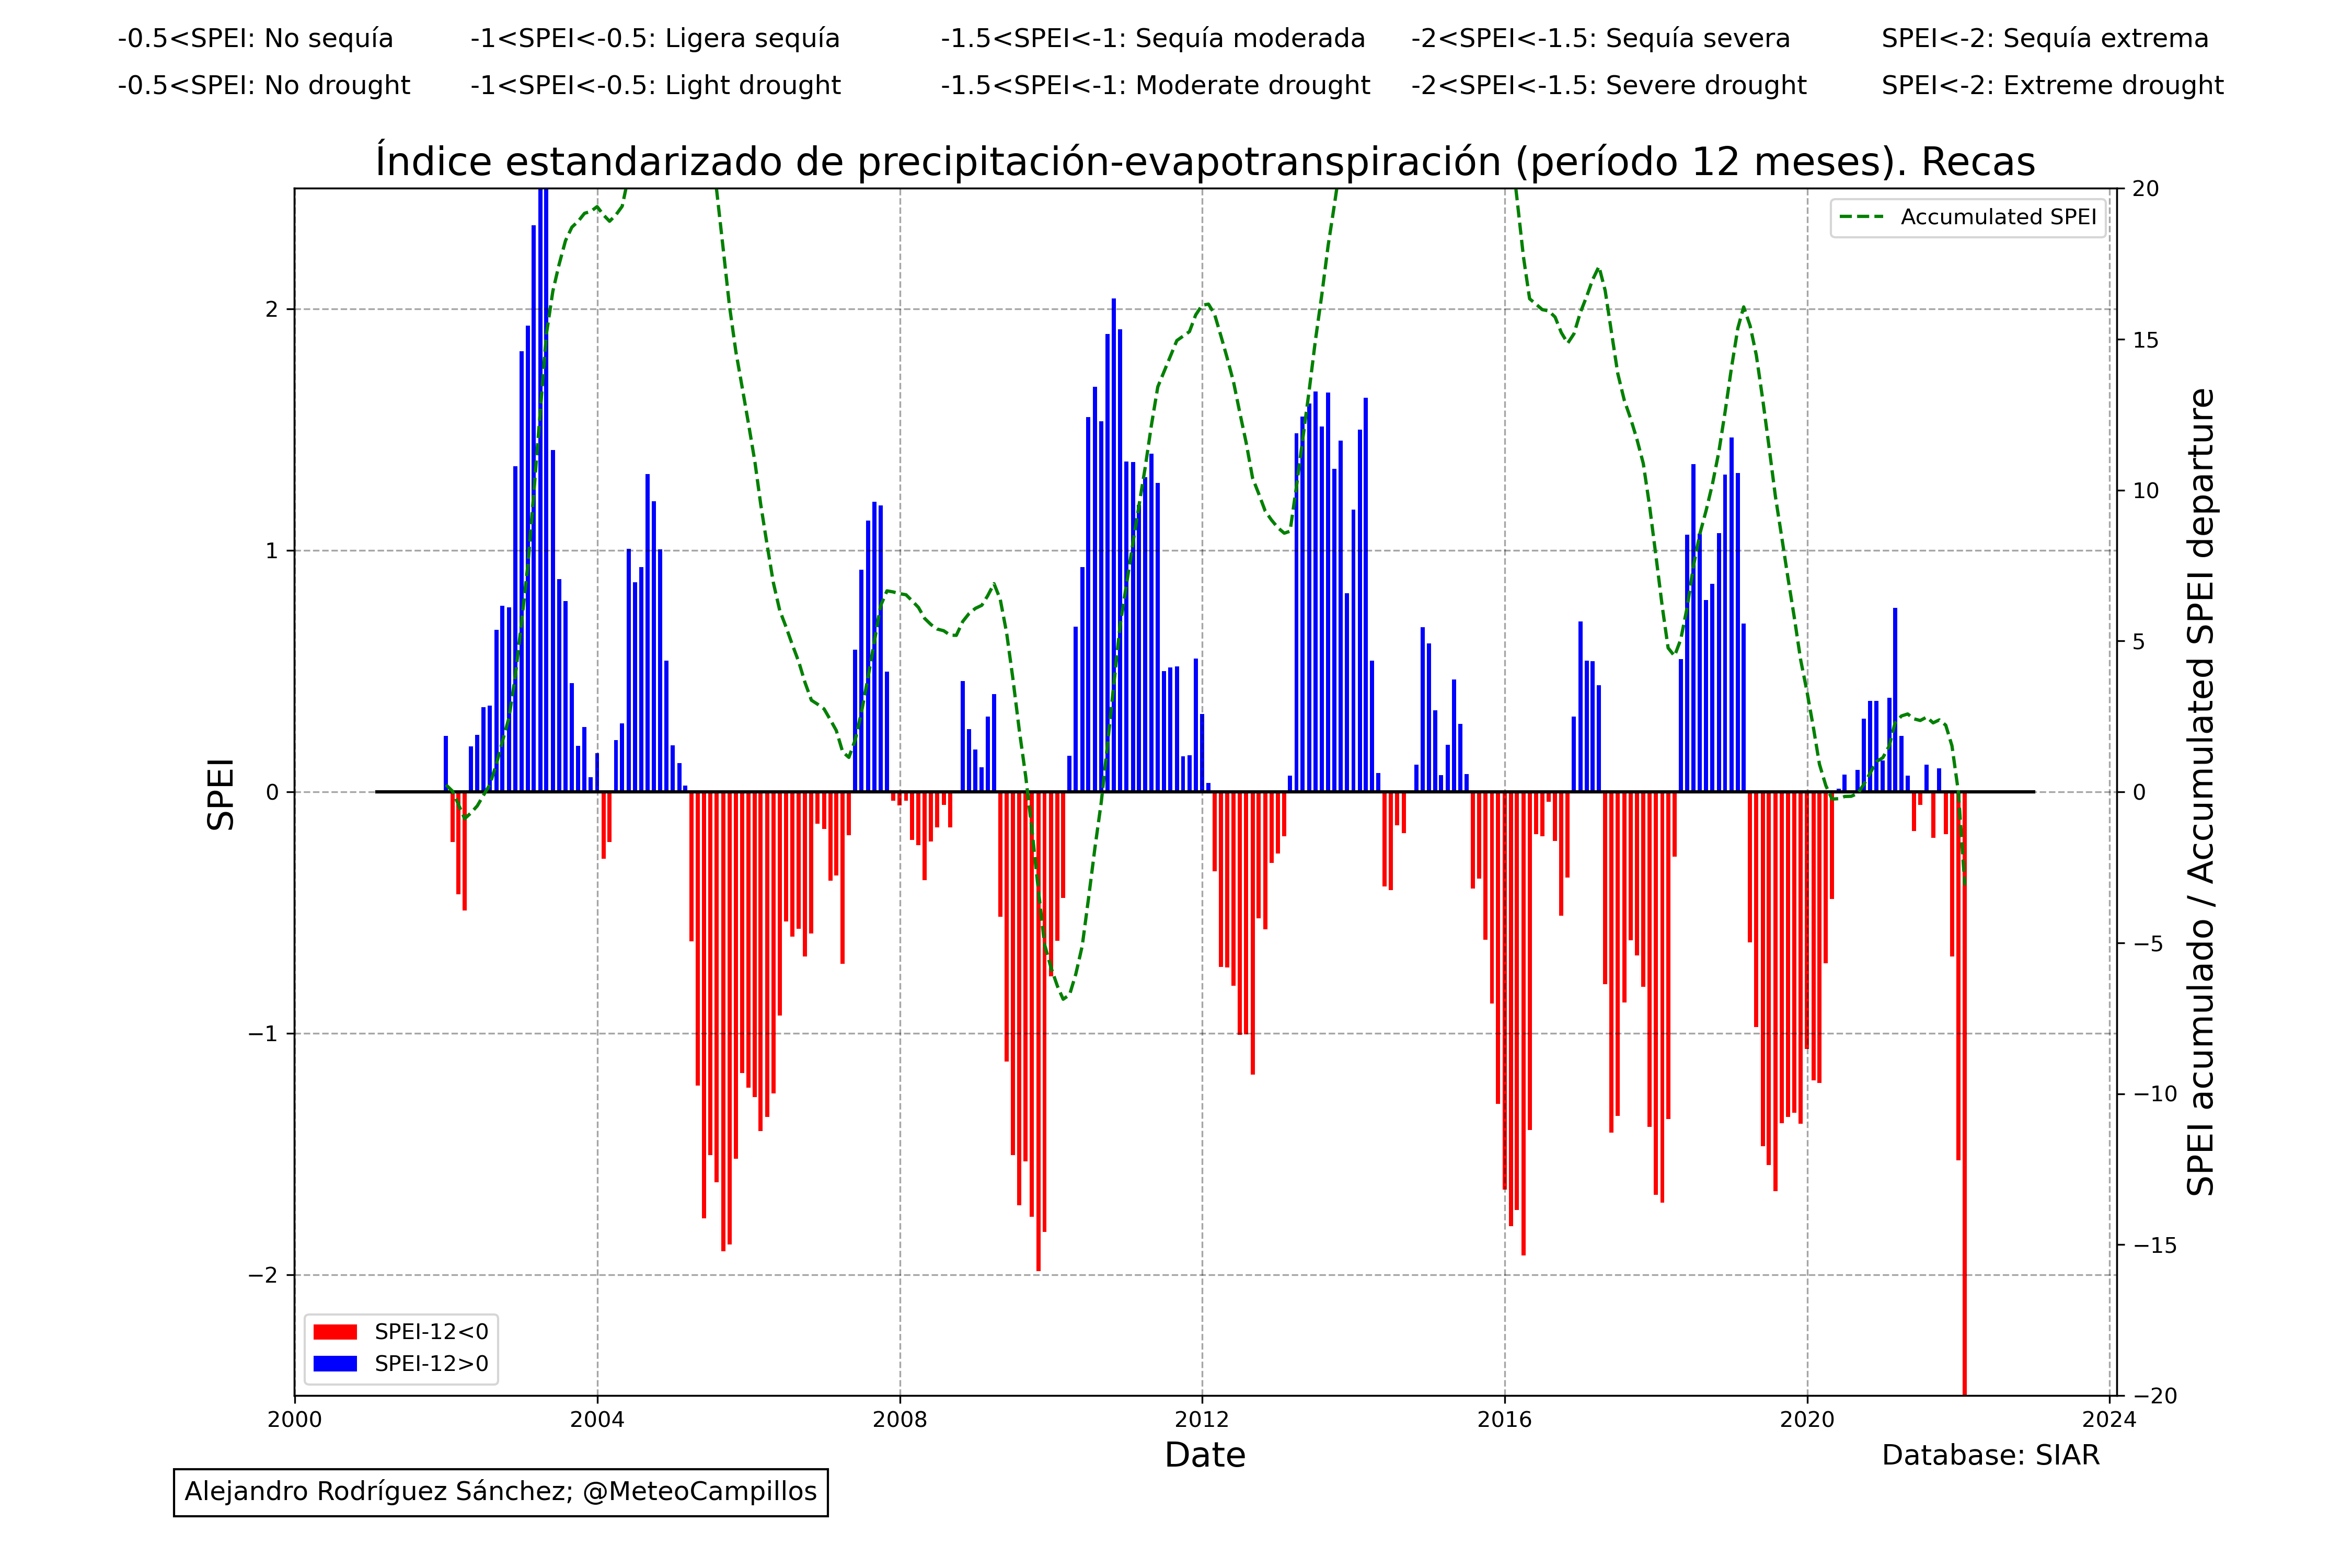 -0.5<SPEI: No sequía -1<SPEI<-0.5: Ligera sequía -1.5<SPEI<-1: Sequía moderada -2<SPEI<-1.5: Sequía severa SPEI<-2: Sequía extrema
-0.5<SPEI: No drought -1<SPEI<-0.5: Light drought -1.5<SPEI<-1: Moderate drought -2<SPEI<-1.5: Severe drought SPEI<-2: Extreme drought
Índice estandarizado de precipitación-evapotranspiración (período 12 meses). Recas
Accumulated SPEI
2
1
0
−1
−2
SPEI
20
15
10
5
0
−5
−10
−15
−20
SPEI acumulado / Accumulated SPEI departure
SPEI-12<0
SPEI-12>0
2000 2004 2008 2012 2016 2020 2024
Date
Database: SIAR
Alejandro Rodríguez Sánchez; @MeteoCampillos